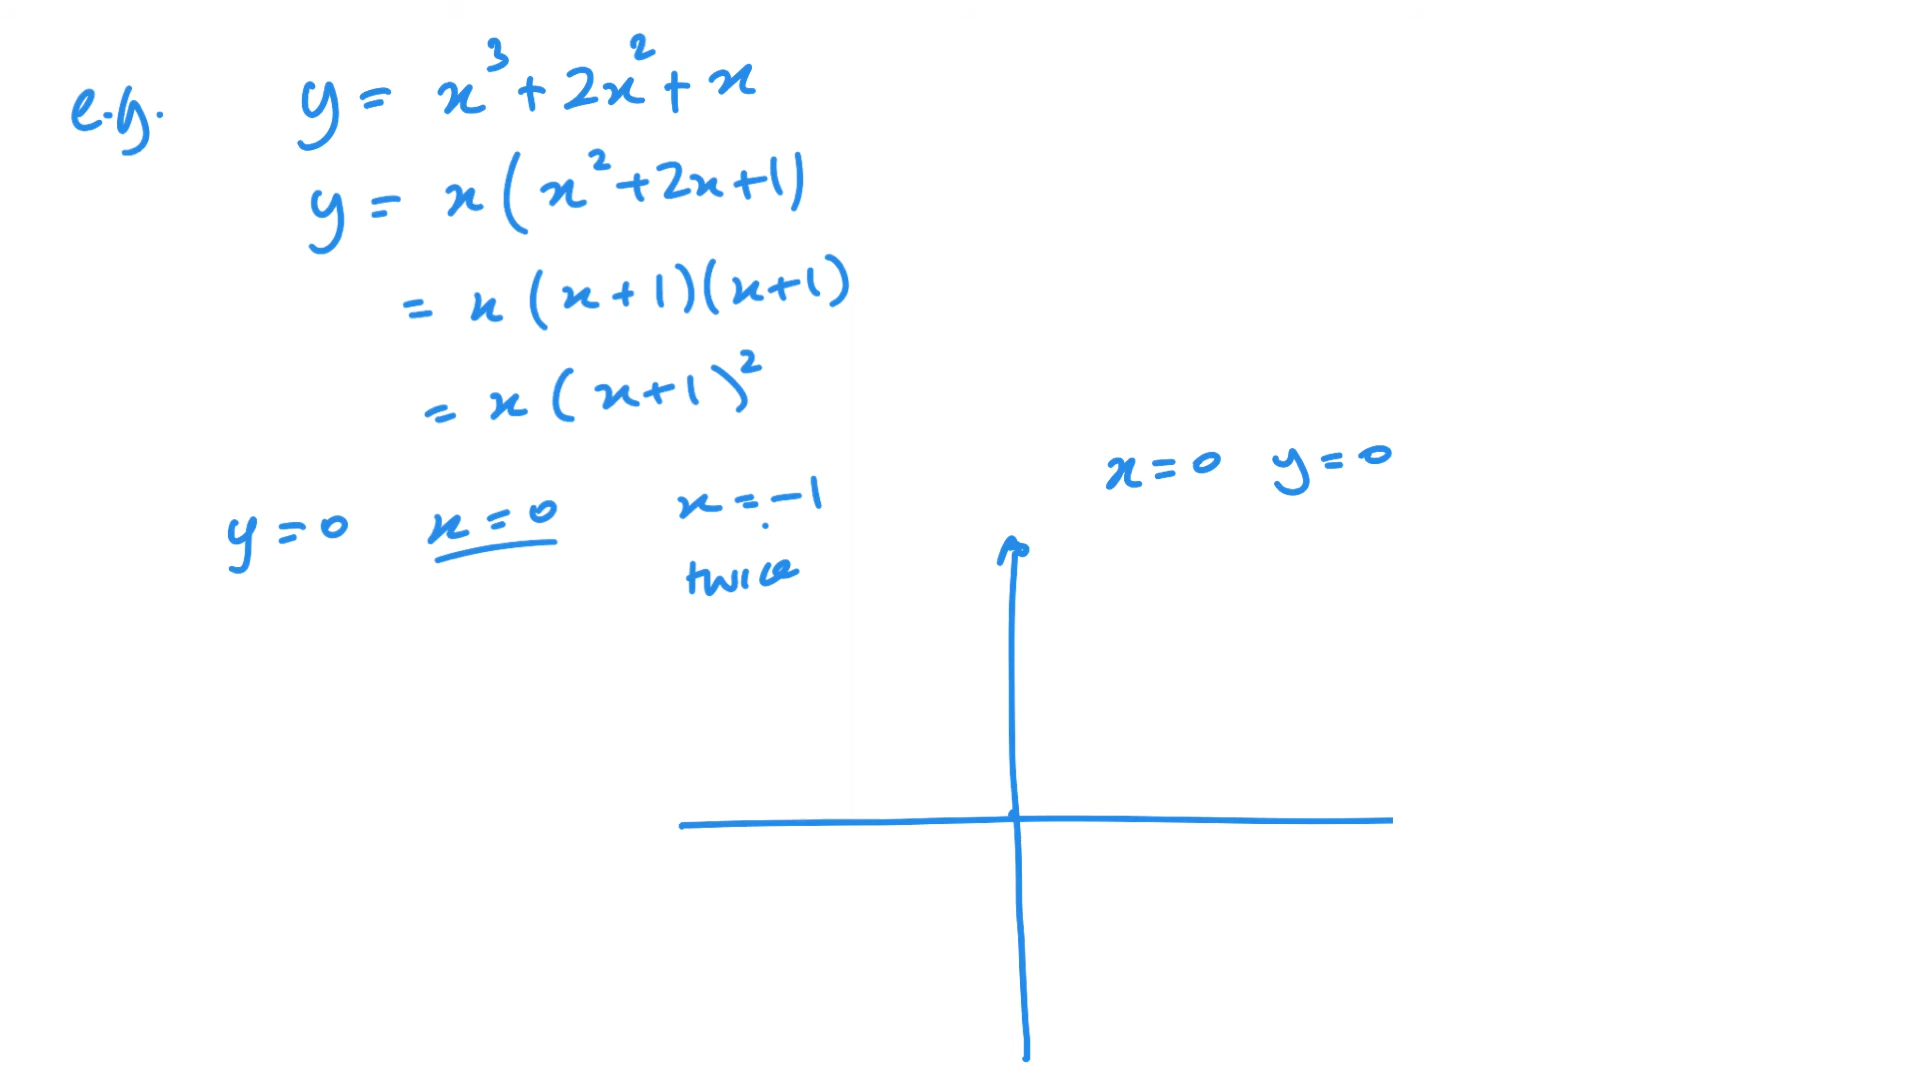 e.g. y = x³ + 2x² + x
y = x(x² + 2x + 1)
= x(x + 1)(x + 1)
= x(x + 1)²
x = 0 y = 0
y = 0 x = 0 x = -1
twice